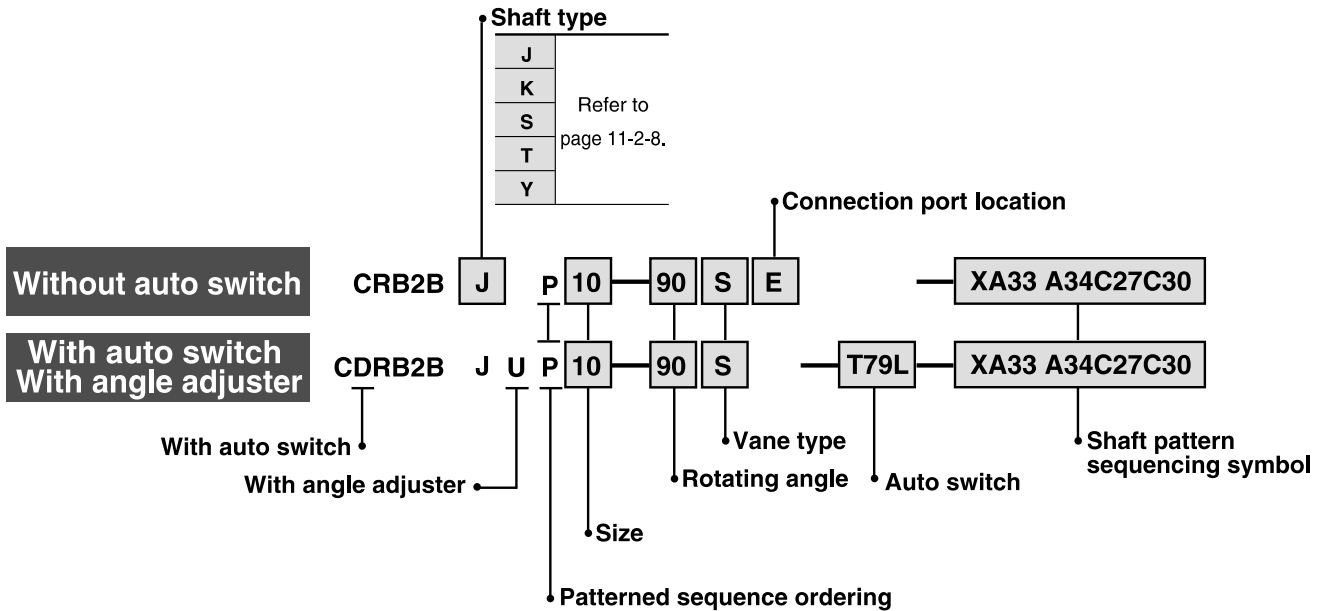 Shaft type
J
K
S
T
Y
Refer to
page 11-2-8.
Connection port location
Without auto switch CRB2B J P 10 — 90 S E — XA33 A34C27C30
With auto switch
With angle adjuster
CDRB2B J U P 10 — 90 S — T79L — XA33 A34C27C30
With auto switch
With angle adjuster
Vane type
Rotating angle
Auto switch
Shaft pattern
sequencing symbol
Size
Patterned sequence ordering